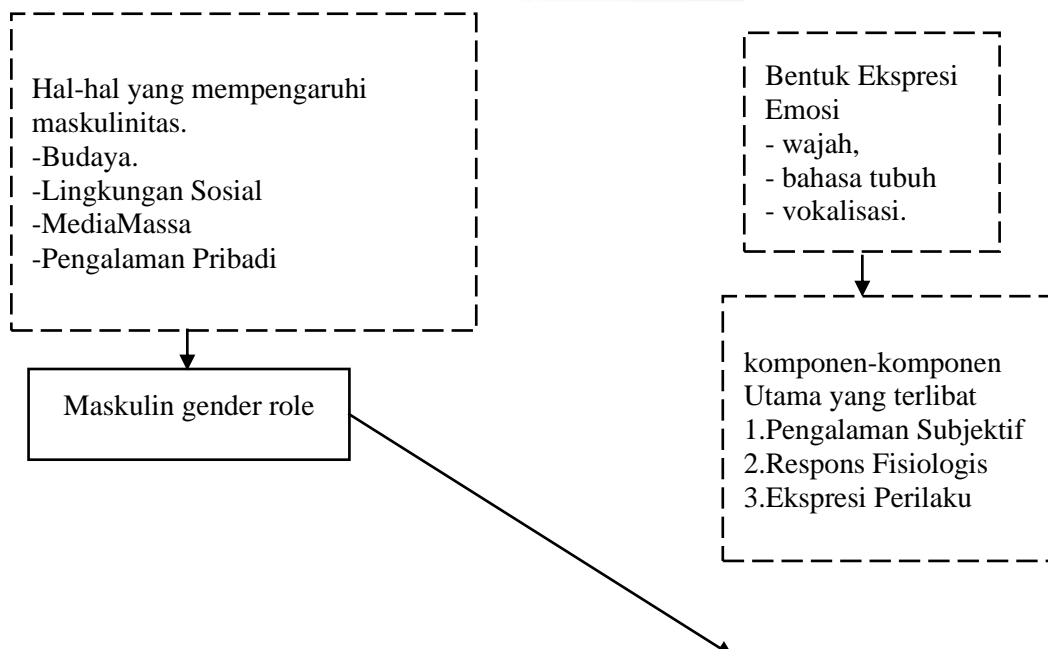 Hal-hal yang mempengaruhi
maskulinitas.
-Budaya.
-Lingkungan Sosial
-MediaMassa
-Pengalaman Pribadi
Maskulin gender role
Bentuk Ekspresi
Emosi
- wajah,
- bahasa tubuh
- vokalisasi.
komponen-komponen
Utama yang terlibat
1.Pengalaman Subjektif
2.Respons Fisiologis
3.Ekspresi Perilaku